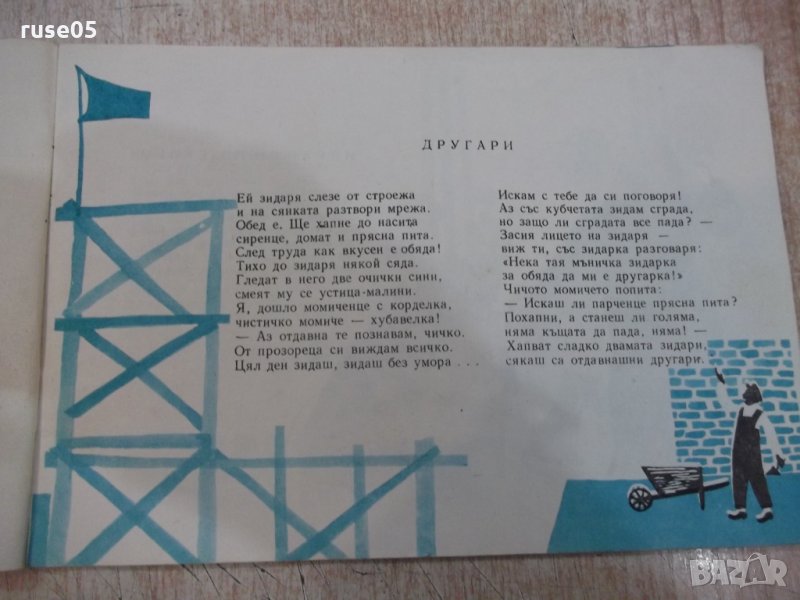 ruse05
ДРУГАРИ
Ей зидаря слезе от строежа
и на сянката разтвори мрежа.
Обед е. Ще хапне до насита
сиренце, домат и прясна пита.
След труда как вкусен е обяда!
Тихо до зидаря някой сяда.
Гледат в него две очички сини,
смеят му се устица-малини.
Я, дошло момиченце с корделка,
чистичко момиче — хубавелка!
— Аз отдавна те познавам, чичко.
От прозореца си виждам всичко.
Цял ден зидаш, зидаш без умора . . .
Искам с тебе да си поговоря!
Аз със кубчетата зидам сграда,
но защо ли сградата все пада? —
Засия лицето на зидаря —
виж ти, със зидарка разговаря:
«Нека тая мъничка зидарка
за обяда да ми е другарка!»
Чичото момичето попита:
— Искаш ли парченце прясна пита?
Похапни, а станеш ли голяма,
няма къщата да пада, няма! —
Хапват сладко двамата зидари,
сякаш са отдавнашни другари.
BAZAR